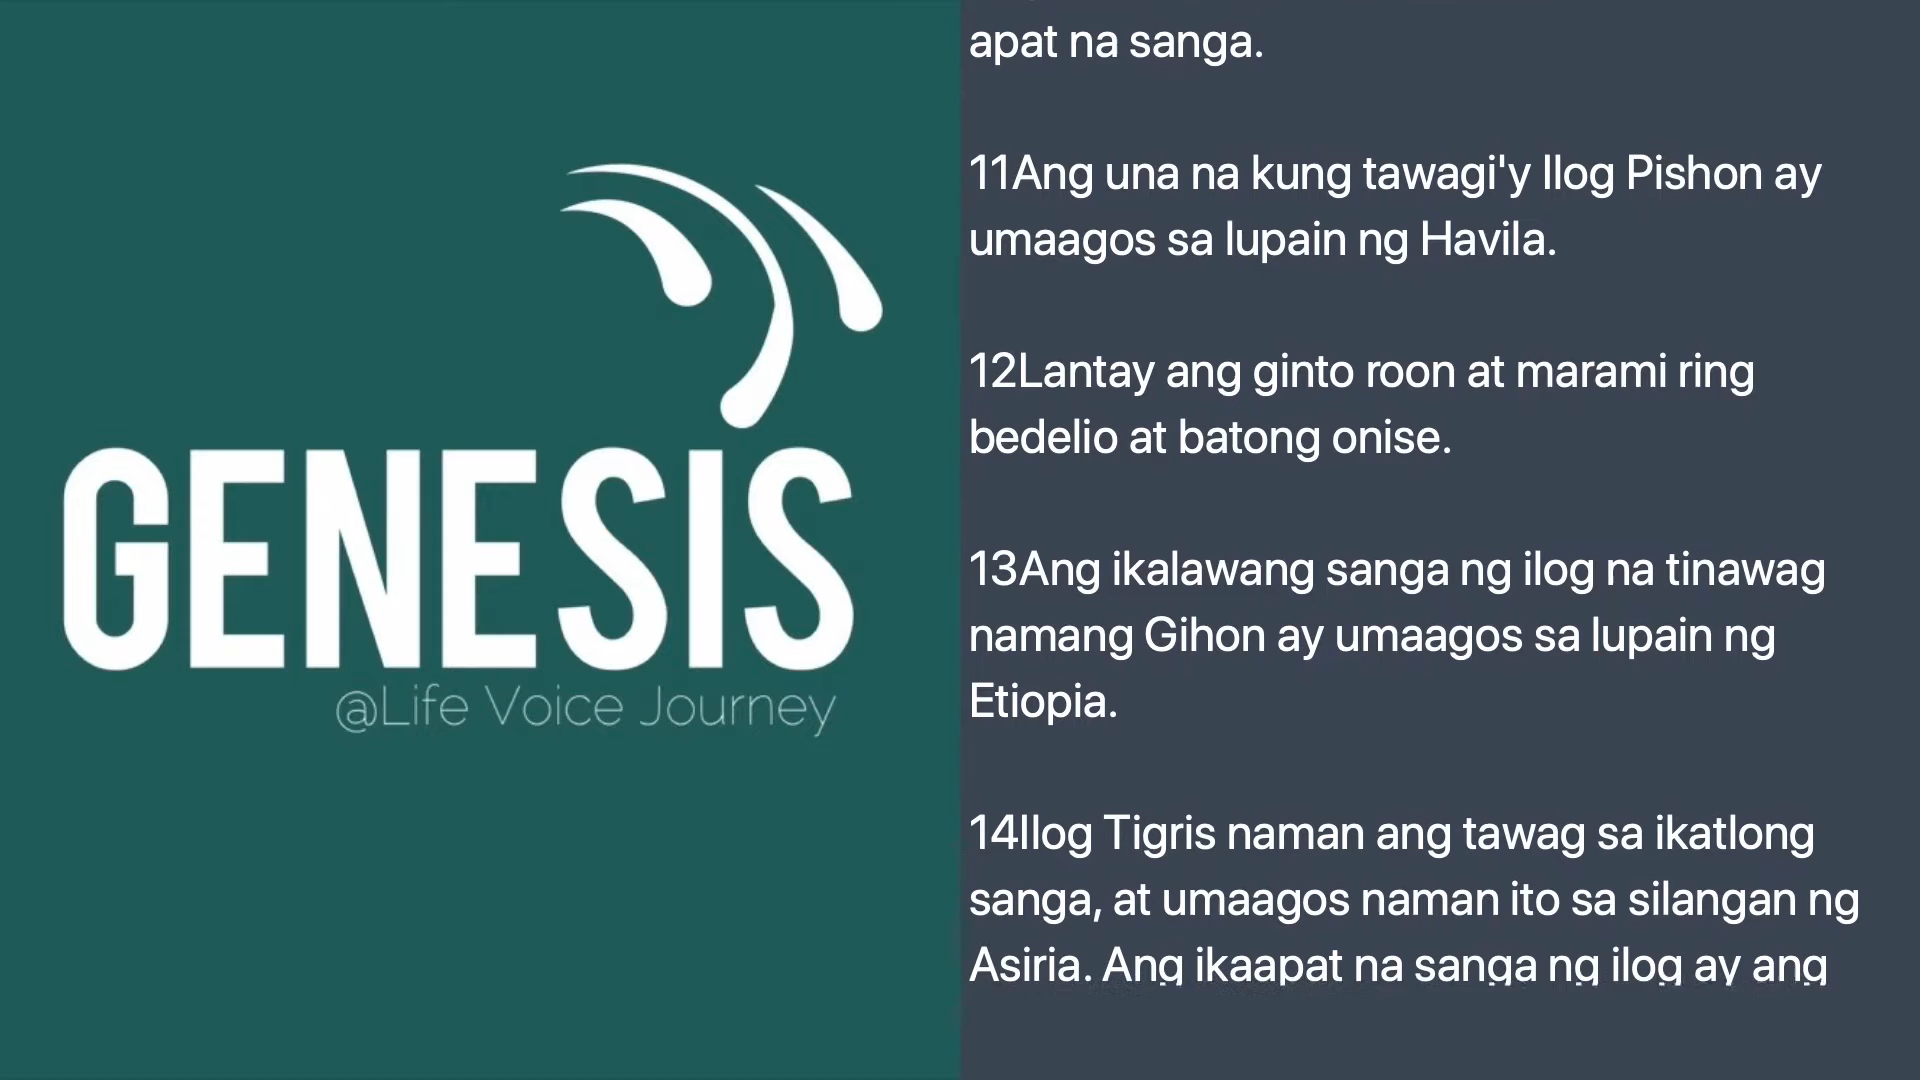 GENESIS
@Life Voice Journey
apat na sanga.
11Ang una na kung tawagi'y Ilog Pishon ay
umaagos sa lupain ng Havila.
12Lantay ang ginto roon at marami ring
bedelio at batong onise.
13Ang ikalawang sanga ng ilog na tinawag
namang Gihon ay umaagos sa lupain ng
Etiopia.
14Ilog Tigris naman ang tawag sa ikatlong
sanga, at umaagos naman ito sa silangan ng
Asiria. Ang ikaapat na sanga ng ilog ay ang